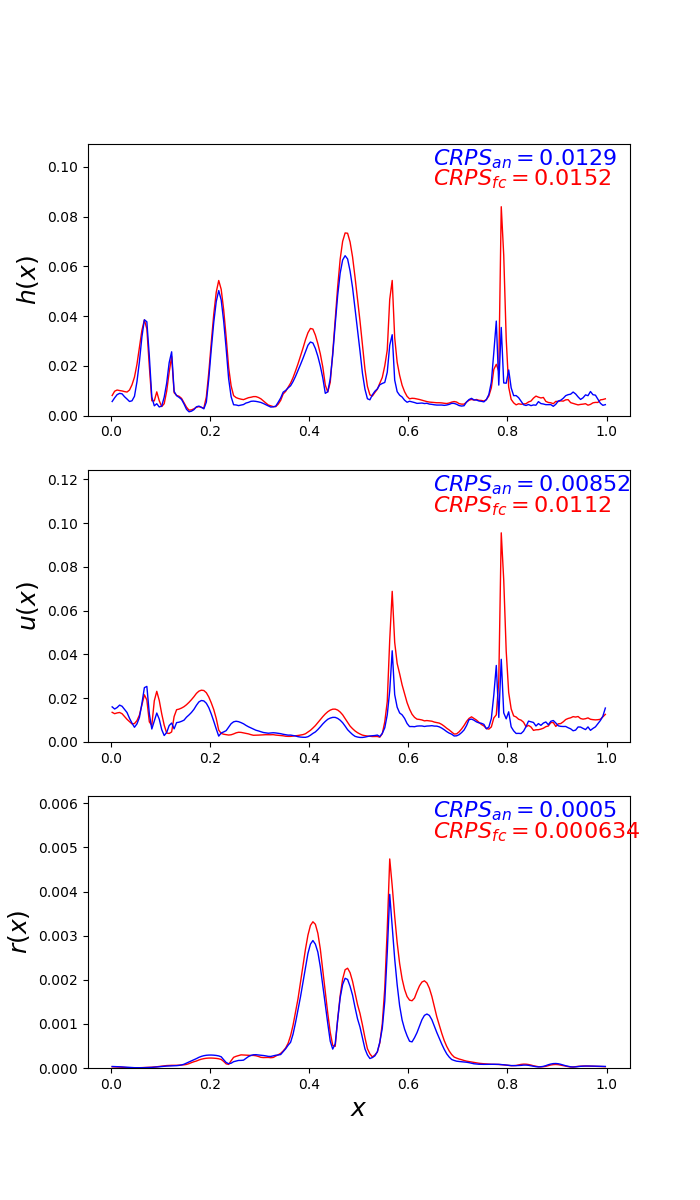 CRPS_an = 0.0129
CRPS_fc = 0.0152
h(x)
0.10
0.08
0.06
0.04
0.02
0.00
0.0 0.2 0.4 0.6 0.8 1.0
CRPS_an = 0.00852
CRPS_fc = 0.0112
u(x)
0.12
0.10
0.08
0.06
0.04
0.02
0.00
0.0 0.2 0.4 0.6 0.8 1.0
CRPS_an = 0.0005
CRPS_fc = 0.000634
r(x)
0.006
0.005
0.004
0.003
0.002
0.001
0.000
0.0 0.2 0.4 0.6 0.8 1.0
x